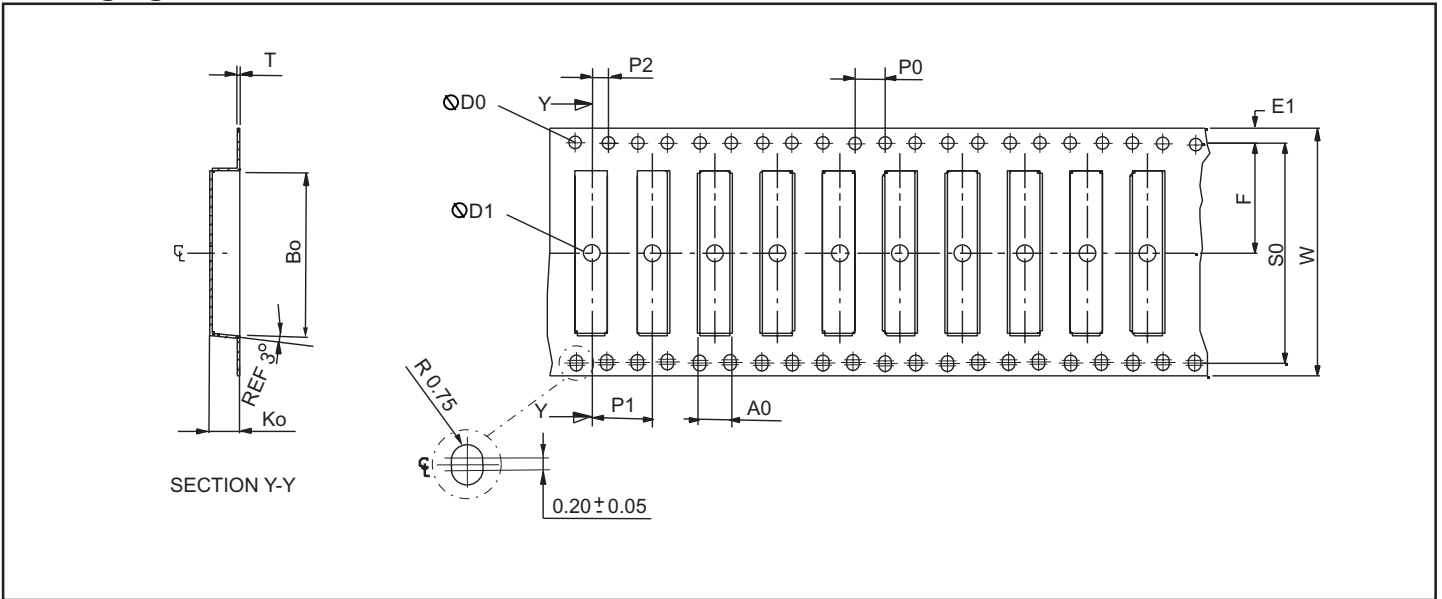 T
P2
P0
ØD0
Y
E1
ØD1
F
S0
W
Bo
℄
REF 3°
Ko
R 0.75
Y
P1
A0
℄
SECTION Y-Y
0.20 ± 0.05